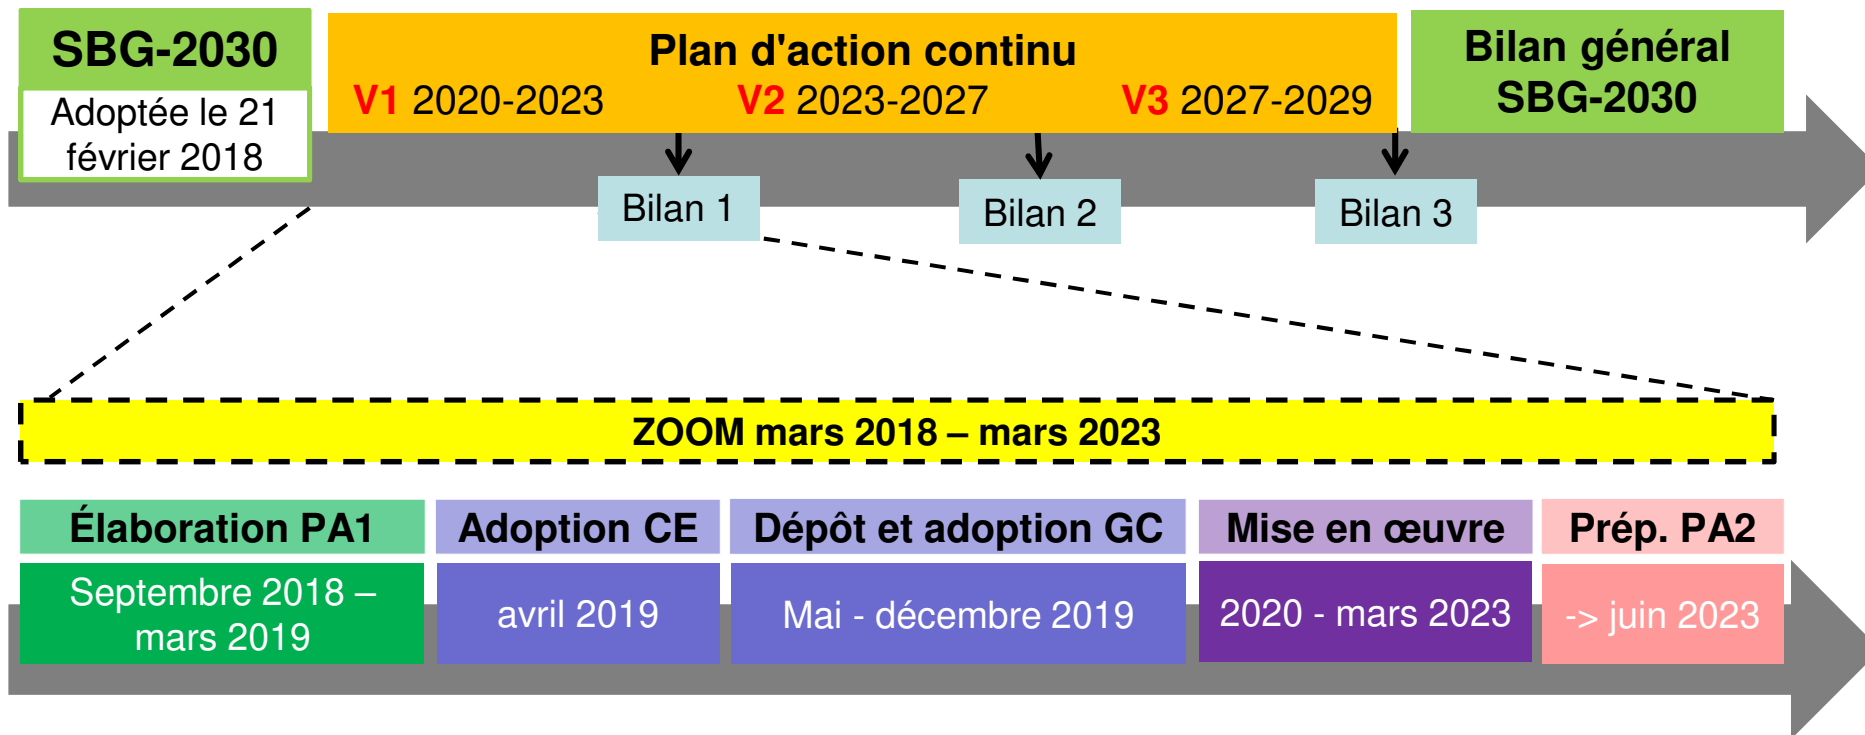 SBG-2030
Adoptée le 21
février 2018
Plan d'action continu
V1 2020-2023
V2 2023-2027
V3 2027-2029
Bilan général
SBG-2030
Bilan 1
Bilan 2
Bilan 3
ZOOM mars 2018 – mars 2023
Élaboration PA1
Septembre 2018 –
mars 2019
Adoption CE
avril 2019
Dépôt et adoption GC
Mai - décembre 2019
Mise en œuvre
2020 - mars 2023
Prép. PA2
-> juin 2023